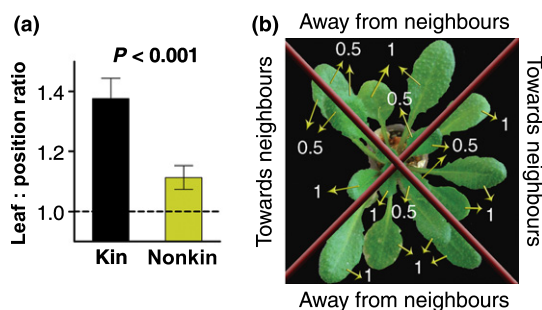 (a)
P < 0.001
Leaf : position ratio
1.4
1.2
1.0
Kin Nonkin
(b)
Away from neighbours
Towards neighbours
Towards neighbours
0.5 1
0.5
1
0.5
0.5
1
1 0.5 1
1
1
Away from neighbours